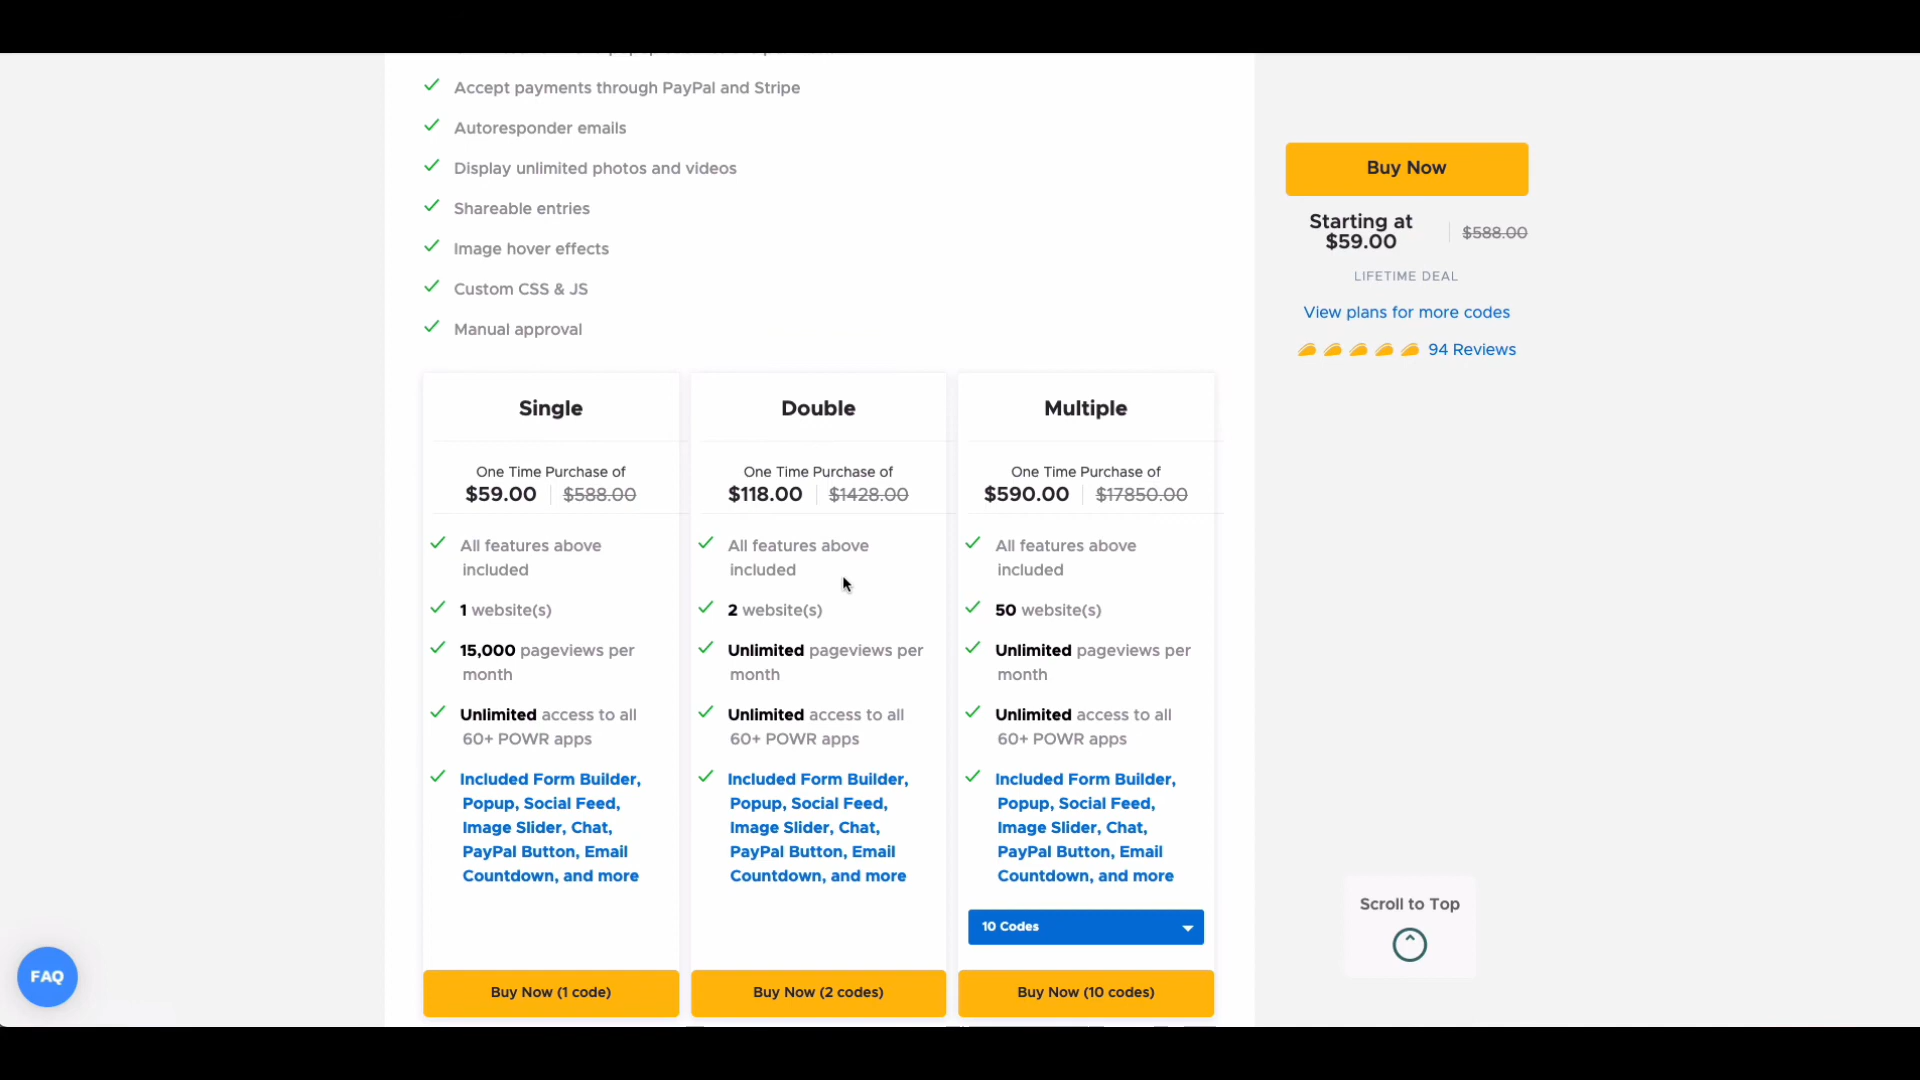 Accept payments through PayPal and Stripe
Autoresponder emails
Display unlimited photos and videos
Shareable entries
Image hover effects
Custom CSS & JS
Manual approval
Buy Now
Starting at
$59.00
$588.00
LIFETIME DEAL
View plans for more codes
94 Reviews
Single
One Time Purchase of
$59.00 $588.00
All features above
included
1 website(s)
15,000 pageviews per
month
Unlimited access to all
60+ POWR apps
Included Form Builder,
Popup, Social Feed,
Image Slider, Chat,
PayPal Button, Email
Countdown, and more
Buy Now (1 code)
Double
One Time Purchase of
$118.00 $1428.00
All features above
included
2 website(s)
Unlimited pageviews per
month
Unlimited access to all
60+ POWR apps
Included Form Builder,
Popup, Social Feed,
Image Slider, Chat,
PayPal Button, Email
Countdown, and more
Buy Now (2 codes)
Multiple
One Time Purchase of
$590.00 $17850.00
All features above
included
50 website(s)
Unlimited pageviews per
month
Unlimited access to all
60+ POWR apps
Included Form Builder,
Popup, Social Feed,
Image Slider, Chat,
PayPal Button, Email
Countdown, and more
10 Codes
Buy Now (10 codes)
Scroll to Top
FAQ